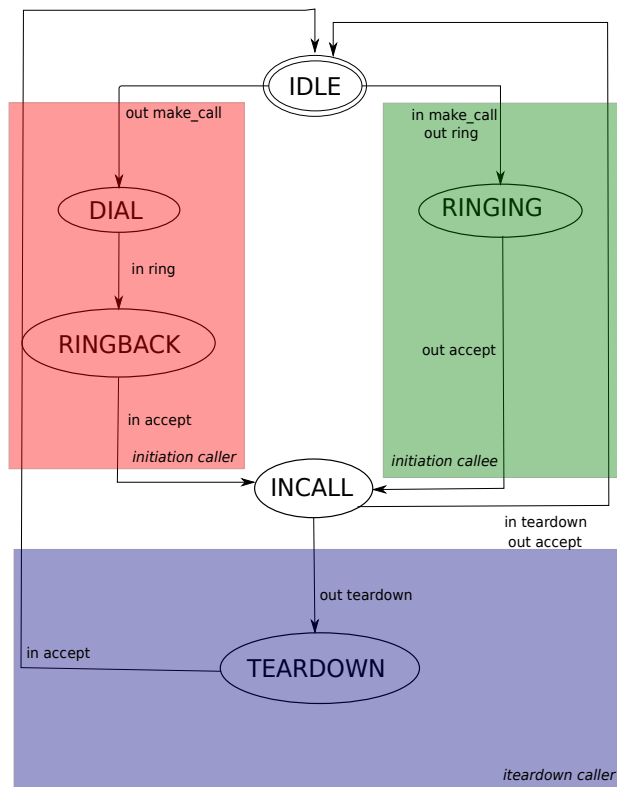 IDLE
out make_call
in make_call
out ring
DIAL
RINGING
in ring
RINGBACK
out accept
in accept
initiation caller
initiation callee
INCALL
in teardown
out accept
out teardown
in accept
TEARDOWN
iteardown caller